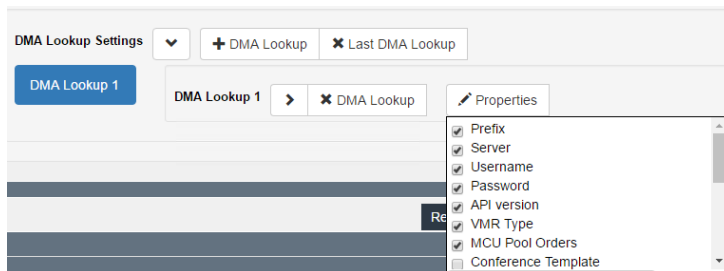 DMA Lookup Settings + DMA Lookup ✖ Last DMA Lookup
DMA Lookup 1
DMA Lookup 1 ✖ DMA Lookup Properties
Prefix
Server
Username
Password
API version
VMR Type
MCU Pool Orders
Re
Conference Template